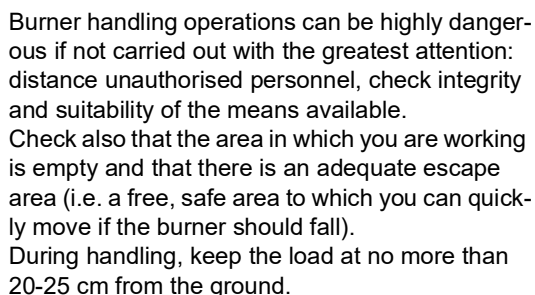 Burner handling operations can be highly danger-
ous if not carried out with the greatest attention:
distance unauthorised personnel, check integrity
and suitability of the means available.
Check also that the area in which you are working
is empty and that there is an adequate escape
area (i.e. a free, safe area to which you can quick-
ly move if the burner should fall).
During handling, keep the load at no more than
20-25 cm from the ground.